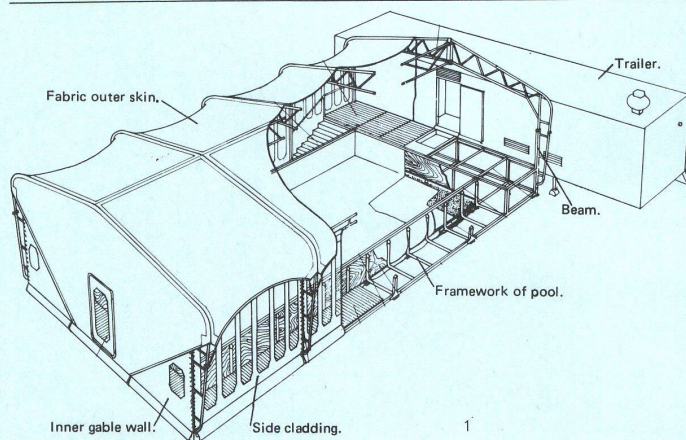 Trailer.
Fabric outer skin.
Beam.
Framework of pool.
Inner gable wall.
Side cladding.
1